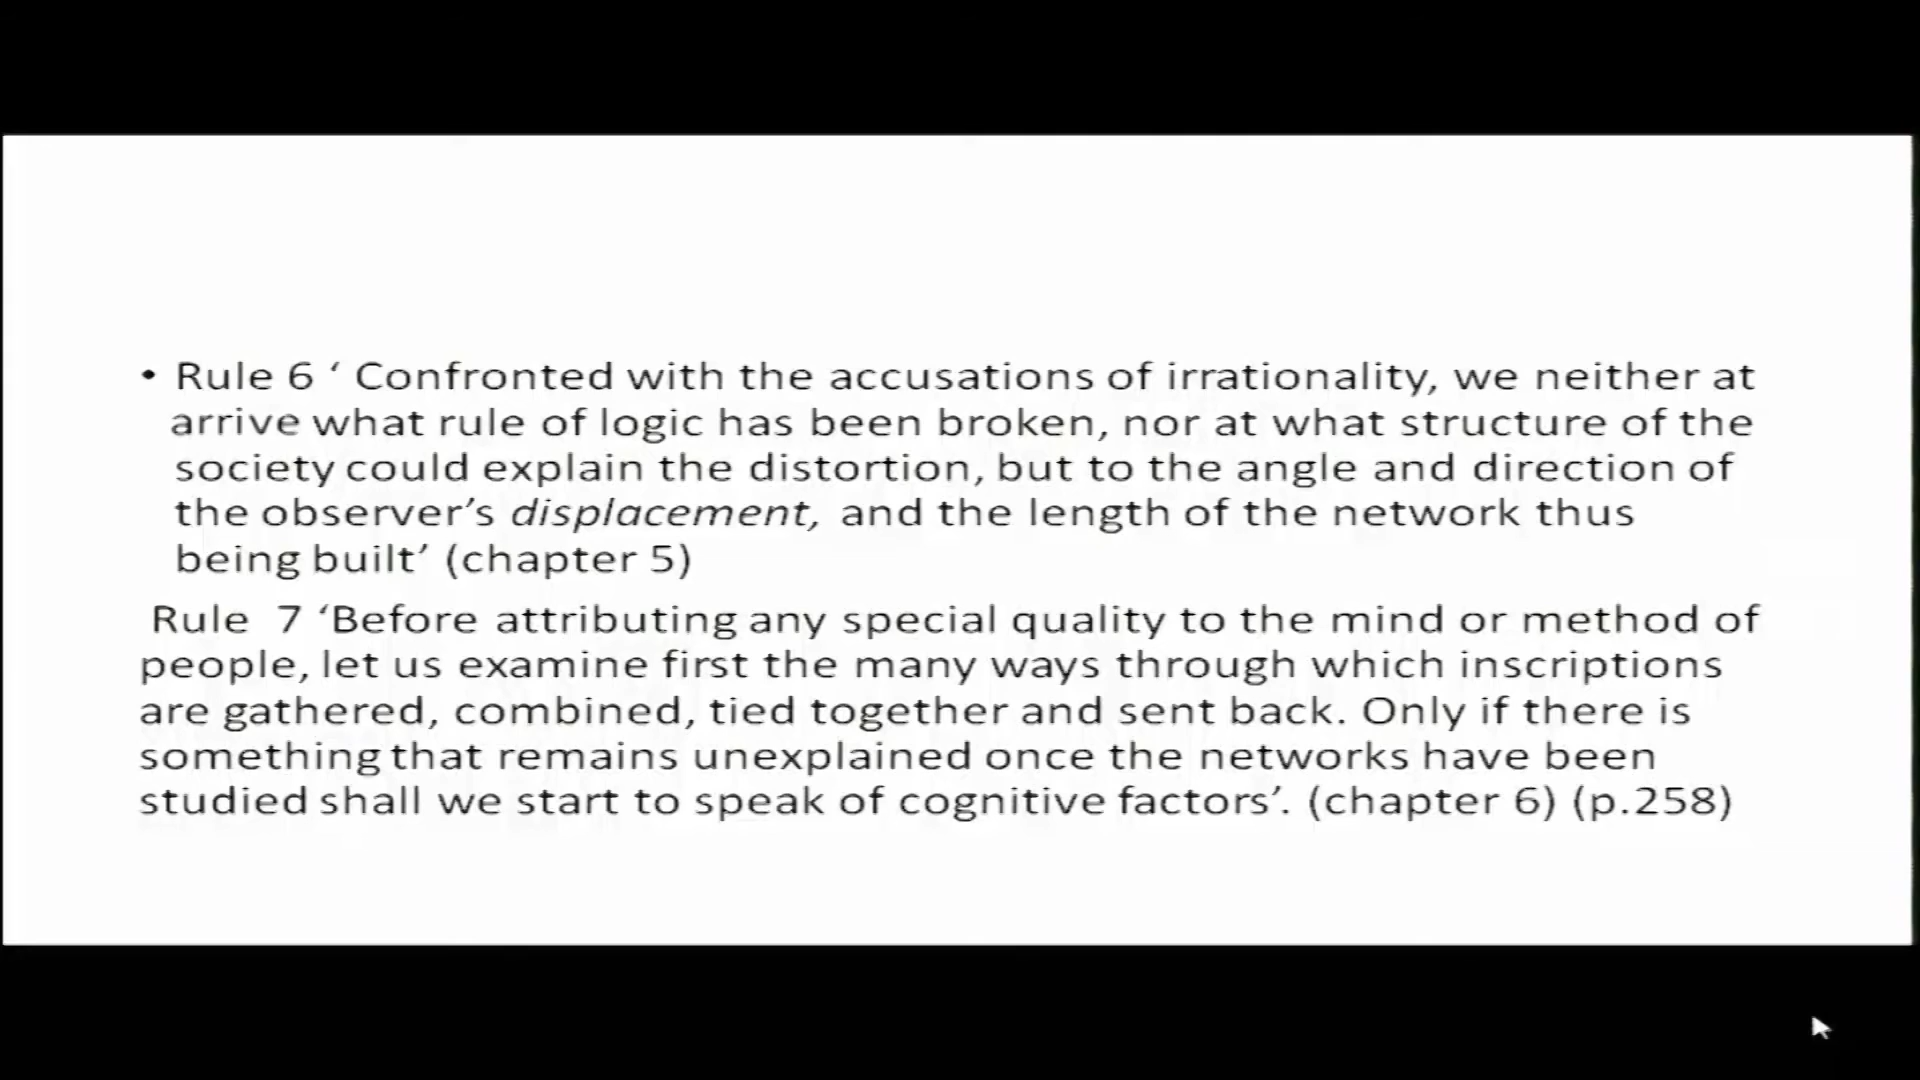 • Rule 6 ‘ Confronted with the accusations of irrationality, we neither at
arrive what rule of logic has been broken, nor at what structure of the
society could explain the distortion, but to the angle and direction of
the observer’s displacement, and the length of the network thus
being built’ (chapter 5)
Rule 7 ‘Before attributing any special quality to the mind or method of
people, let us examine first the many ways through which inscriptions
are gathered, combined, tied together and sent back. Only if there is
something that remains unexplained once the networks have been
studied shall we start to speak of cognitive factors’. (chapter 6) (p.258)